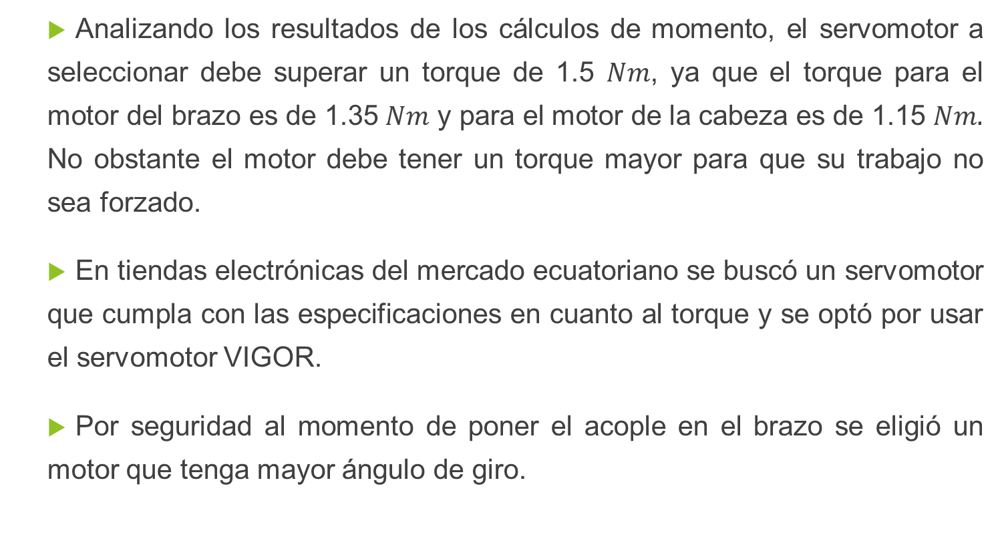 Analizando los resultados de los cálculos de momento, el servomotor a
seleccionar debe superar un torque de 1.5 Nm, ya que el torque para el
motor del brazo es de 1.35 Nm y para el motor de la cabeza es de 1.15 Nm.
No obstante el motor debe tener un torque mayor para que su trabajo no
sea forzado.
En tiendas electrónicas del mercado ecuatoriano se buscó un servomotor
que cumpla con las especificaciones en cuanto al torque y se optó por usar
el servomotor VIGOR.
Por seguridad al momento de poner el acople en el brazo se eligió un
motor que tenga mayor ángulo de giro.